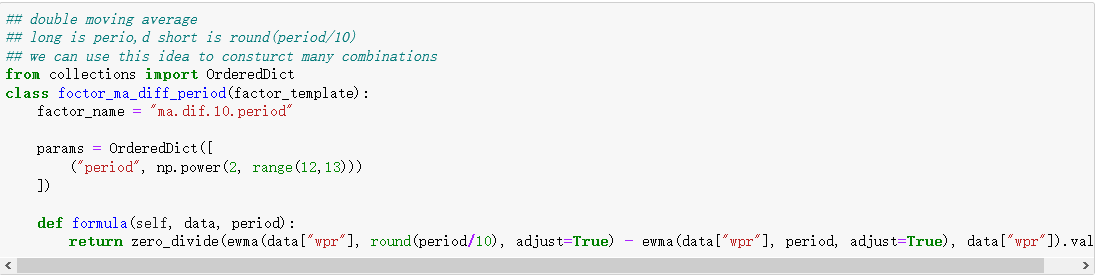 ## double moving average
## long is perio,d short is round(period/10)
## we can use this idea to consturct many combinations
from collections import OrderedDict
class foctor_ma_diff_period(factor_template):
    factor_name = "ma.dif.10.period"

    params = OrderedDict([
        ("period", np.power(2, range(12,13)))
    ])

    def formula(self, data, period):
        return zero_divide(ewma(data["wpr"], round(period/10), adjust=True) - ewma(data["wpr"], period, adjust=True), data["wpr"]).val